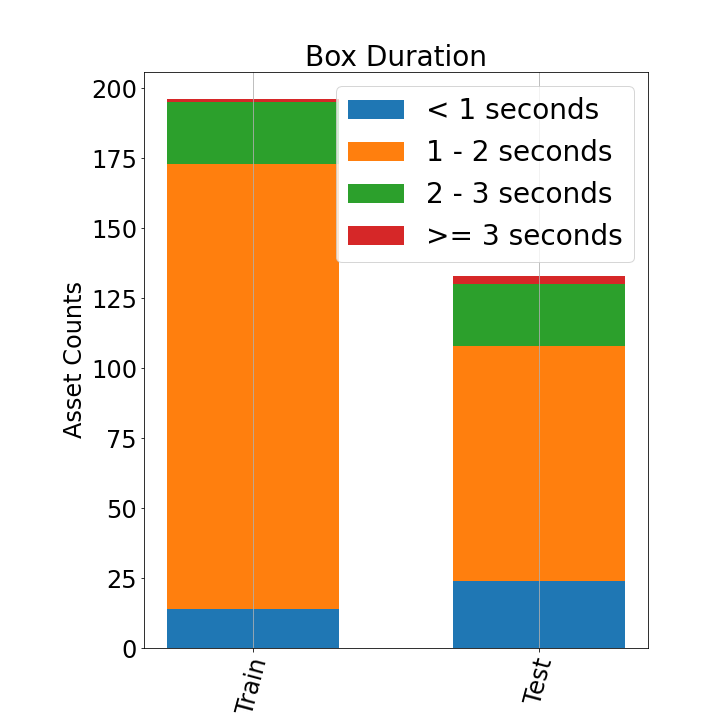 Box Duration
200
175
150
125
100
75
50
25
0
Asset Counts
< 1 seconds
1 - 2 seconds
2 - 3 seconds
>= 3 seconds
Train
Test